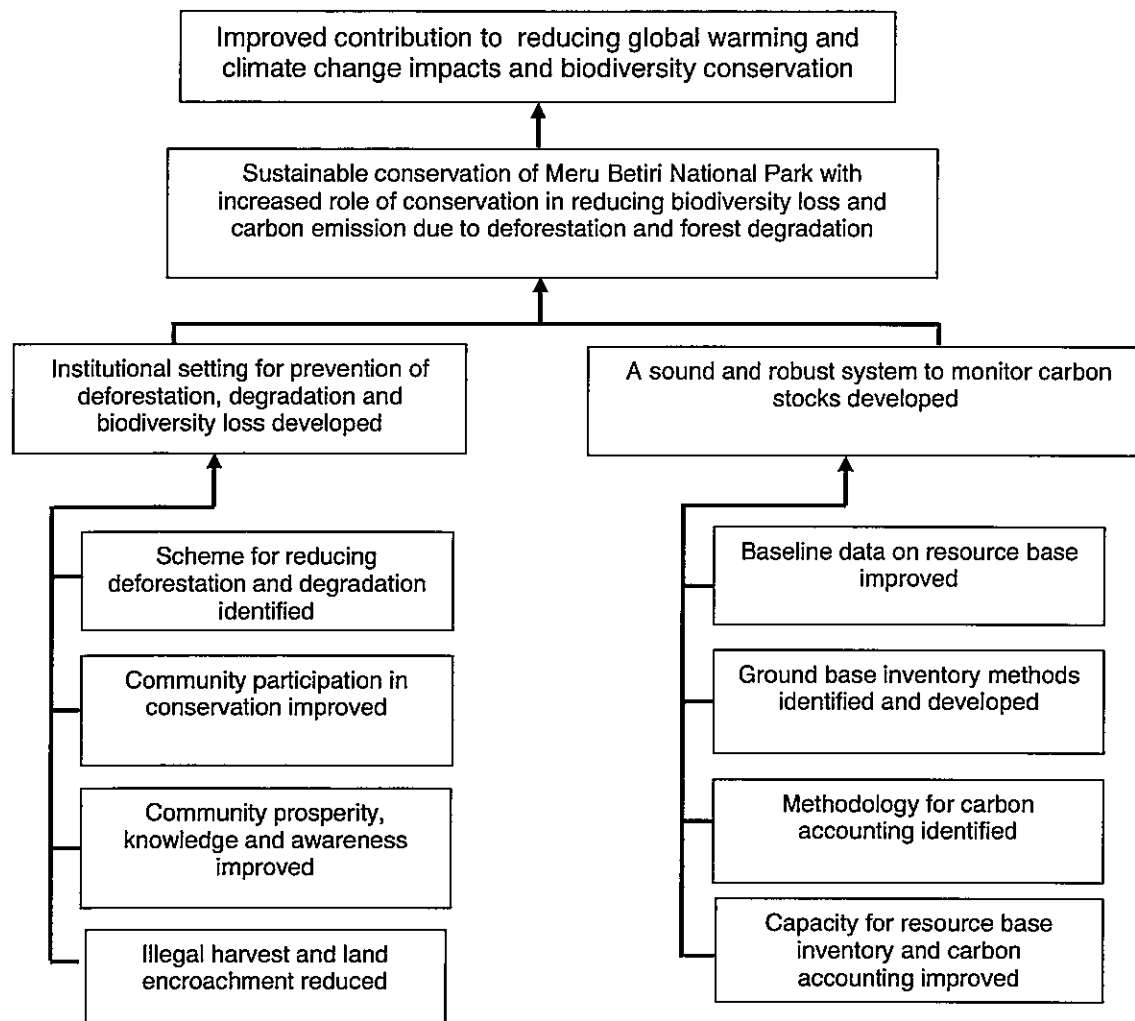 Improved contribution to reducing global warming and
climate change impacts and biodiversity conservation
Sustainable conservation of Meru Betiri National Park with
increased role of conservation in reducing biodiversity loss and
carbon emission due to deforestation and forest degradation
Institutional setting for prevention of
deforestation, degradation and
biodiversity loss developed
Scheme for reducing
deforestation and degradation
identified
Community participation in
conservation improved
Community prosperity,
knowledge and awareness
improved
Illegal harvest and land
encroachment reduced
A sound and robust system to monitor carbon
stocks developed
Baseline data on resource base
improved
Ground base inventory methods
identified and developed
Methodology for carbon
accounting identified
Capacity for resource base
inventory and carbon
accounting improved